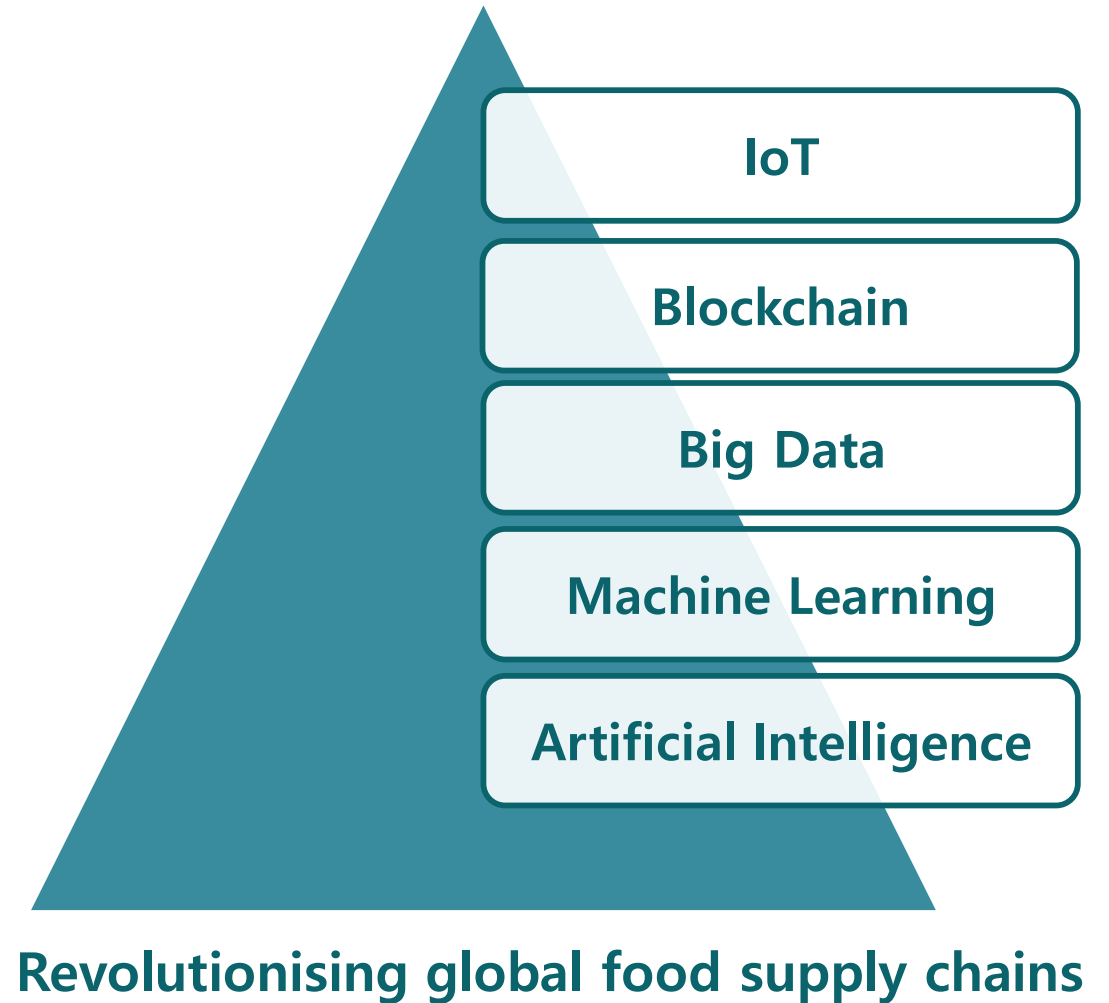 IoT
Blockchain
Big Data
Machine Learning
Artificial Intelligence
Revolutionising global food supply chains